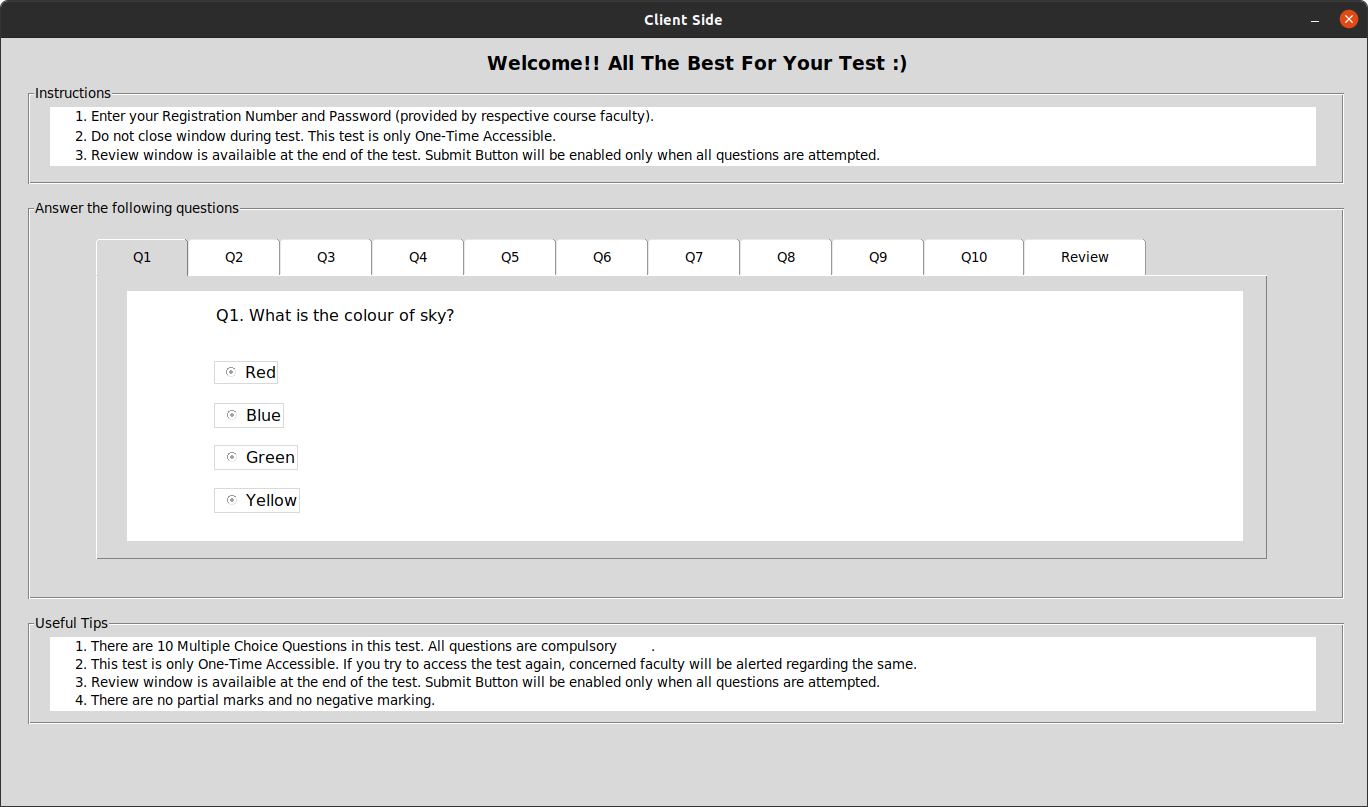 Client Side
Welcome!! All The Best For Your Test :)
Instructions
1. Enter your Registration Number and Password (provided by respective course faculty).
2. Do not close window during test. This test is only One-Time Accessible.
3. Review window is availaible at the end of the test. Submit Button will be enabled only when all questions are attempted.
Answer the following questions
Q1 Q2 Q3 Q4 Q5 Q6 Q7 Q8 Q9 Q10 Review
Q1. What is the colour of sky?
Red
Blue
Green
Yellow
Useful Tips
1. There are 10 Multiple Choice Questions in this test. All questions are compulsory .
2. This test is only One-Time Accessible. If you try to access the test again, concerned faculty will be alerted regarding the same.
3. Review window is availaible at the end of the test. Submit Button will be enabled only when all questions are attempted.
4. There are no partial marks and no negative marking.